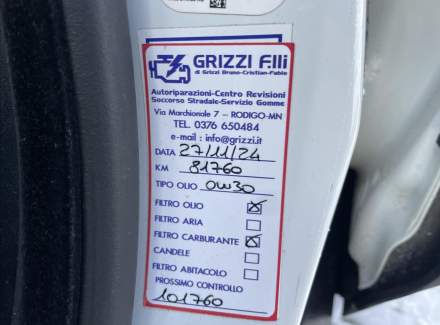 GRIZZI F.lli
di Grizzi Bruno-Cristian-Fabio
Autoriparazioni-Centro Revisioni
Soccorso Stradale-Servizio Gomme
Via Marchionale 7 - RODIGO-MN
TEL. 0376 650484
e-mail : info@grizzi.it
DATA 27/11/24
KM 81760
TIPO OLIO 0W30
FILTRO OLIO
FILTRO ARIA
FILTRO CARBURANTE
CANDELE
FILTRO ABITACOLO
PROSSIMO CONTROLLO
101760